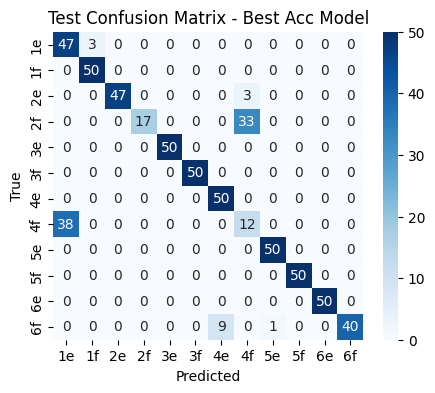 Test Confusion Matrix - Best Acc Model
True
1e 47 3 0 0 0 0 0 0 0 0 0 0
1f 0 50 0 0 0 0 0 0 0 0 0 0
2e 0 0 47 0 0 0 0 3 0 0 0 0
2f 0 0 0 17 0 0 0 33 0 0 0 0
3e 0 0 0 0 50 0 0 0 0 0 0 0
3f 0 0 0 0 0 50 0 0 0 0 0 0
4e 0 0 0 0 0 0 50 0 0 0 0 0
4f 38 0 0 0 0 0 0 12 0 0 0 0
5e 0 0 0 0 0 0 0 0 50 0 0 0
5f 0 0 0 0 0 0 0 0 0 50 0 0
6e 0 0 0 0 0 0 0 0 0 0 50 0
6f 0 0 0 0 0 0 9 0 1 0 0 40
1e 1f 2e 2f 3e 3f 4e 4f 5e 5f 6e 6f
Predicted
50
40
30
20
10
0